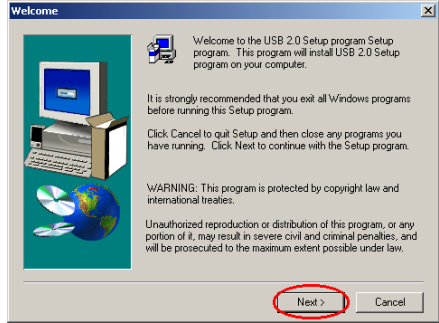 Welcome
Welcome to the USB 2.0 Setup program Setup
program. This program will install USB 2.0 Setup
program on your computer.
It is strongly recommended that you exit all Windows programs
before running this Setup program.
Click Cancel to quit Setup and then close any programs you
have running. Click Next to continue with the Setup program.
WARNING: This program is protected by copyright law and
international treaties.
Unauthorized reproduction or distribution of this program, or any
portion of it, may result in severe civil and criminal penalties, and
will be prosecuted to the maximum extent possible under law.
Next >
Cancel